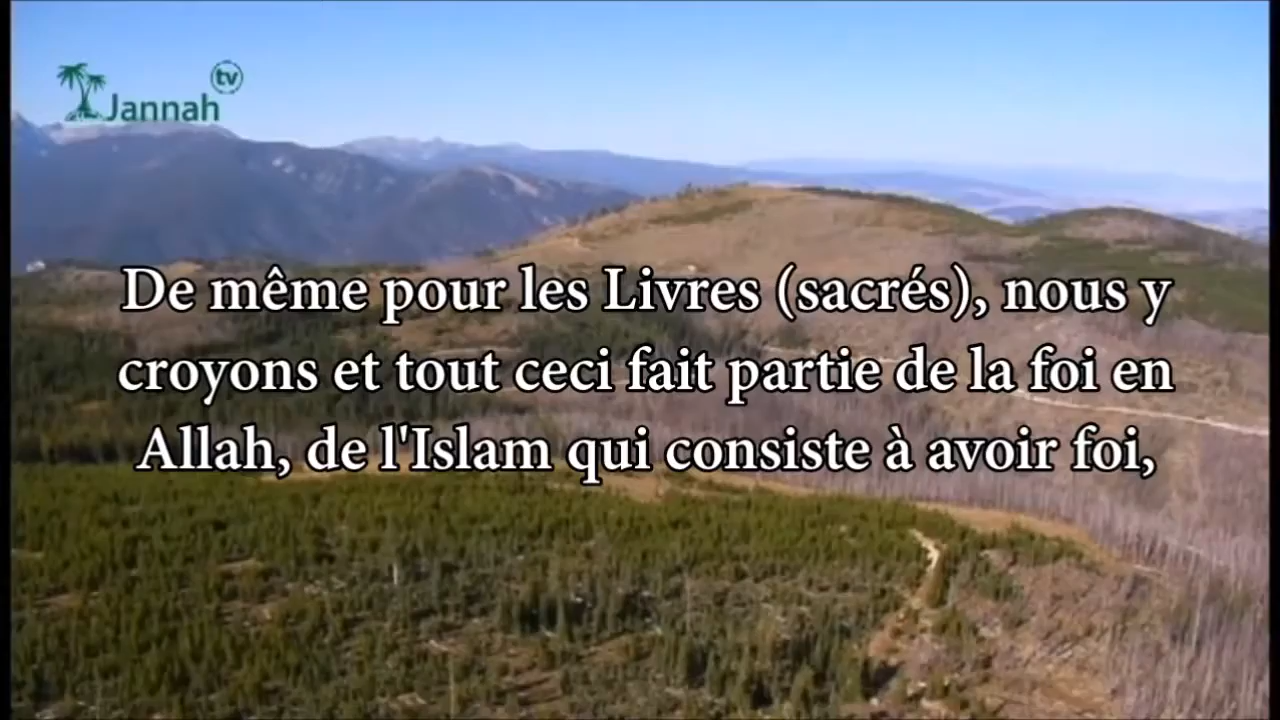 tv
Jannah
De même pour les Livres (sacrés), nous y
croyons et tout ceci fait partie de la foi en
Allah, de l'Islam qui consiste à avoir foi,